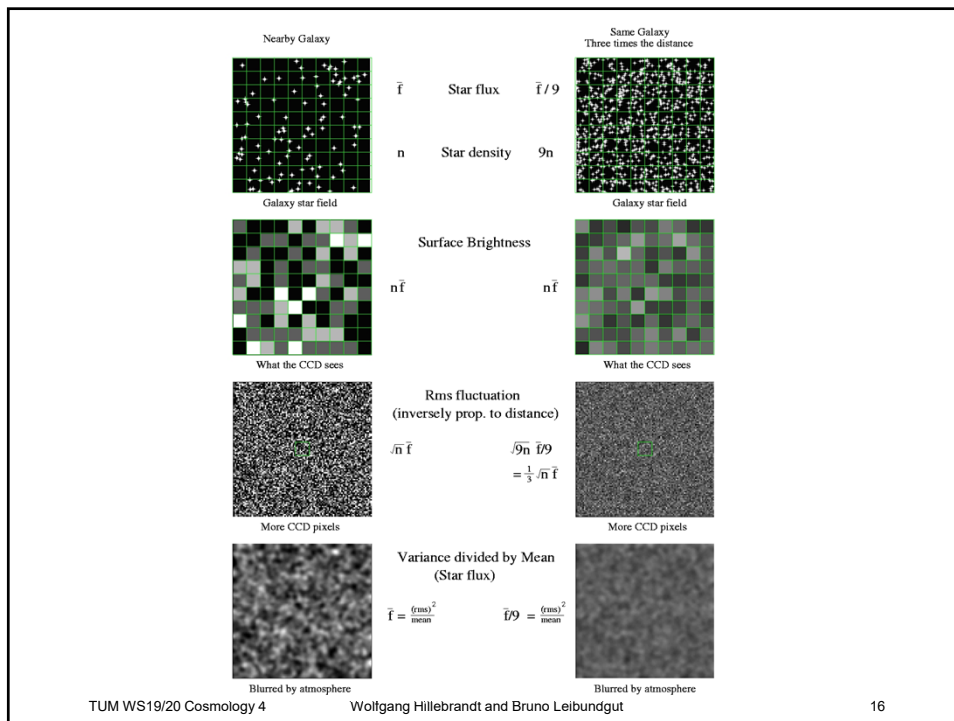 Nearby Galaxy
Same Galaxy
Three times the distance
f̄ Star flux f̄ / 9
n Star density 9n
Galaxy star field
Galaxy star field
Surface Brightness
n f̄ n f̄
What the CCD sees
What the CCD sees
Rms fluctuation
(inversely prop. to distance)
√n f̄ √9n f̄/9
= 1/3 √n f̄
More CCD pixels
More CCD pixels
Variance divided by Mean
(Star flux)
f̄ = (rms)²/mean f̄/9 = (rms)²/mean
Blurred by atmosphere
Blurred by atmosphere
TUM WS19/20 Cosmology 4 Wolfgang Hillebrandt and Bruno Leibundgut 16